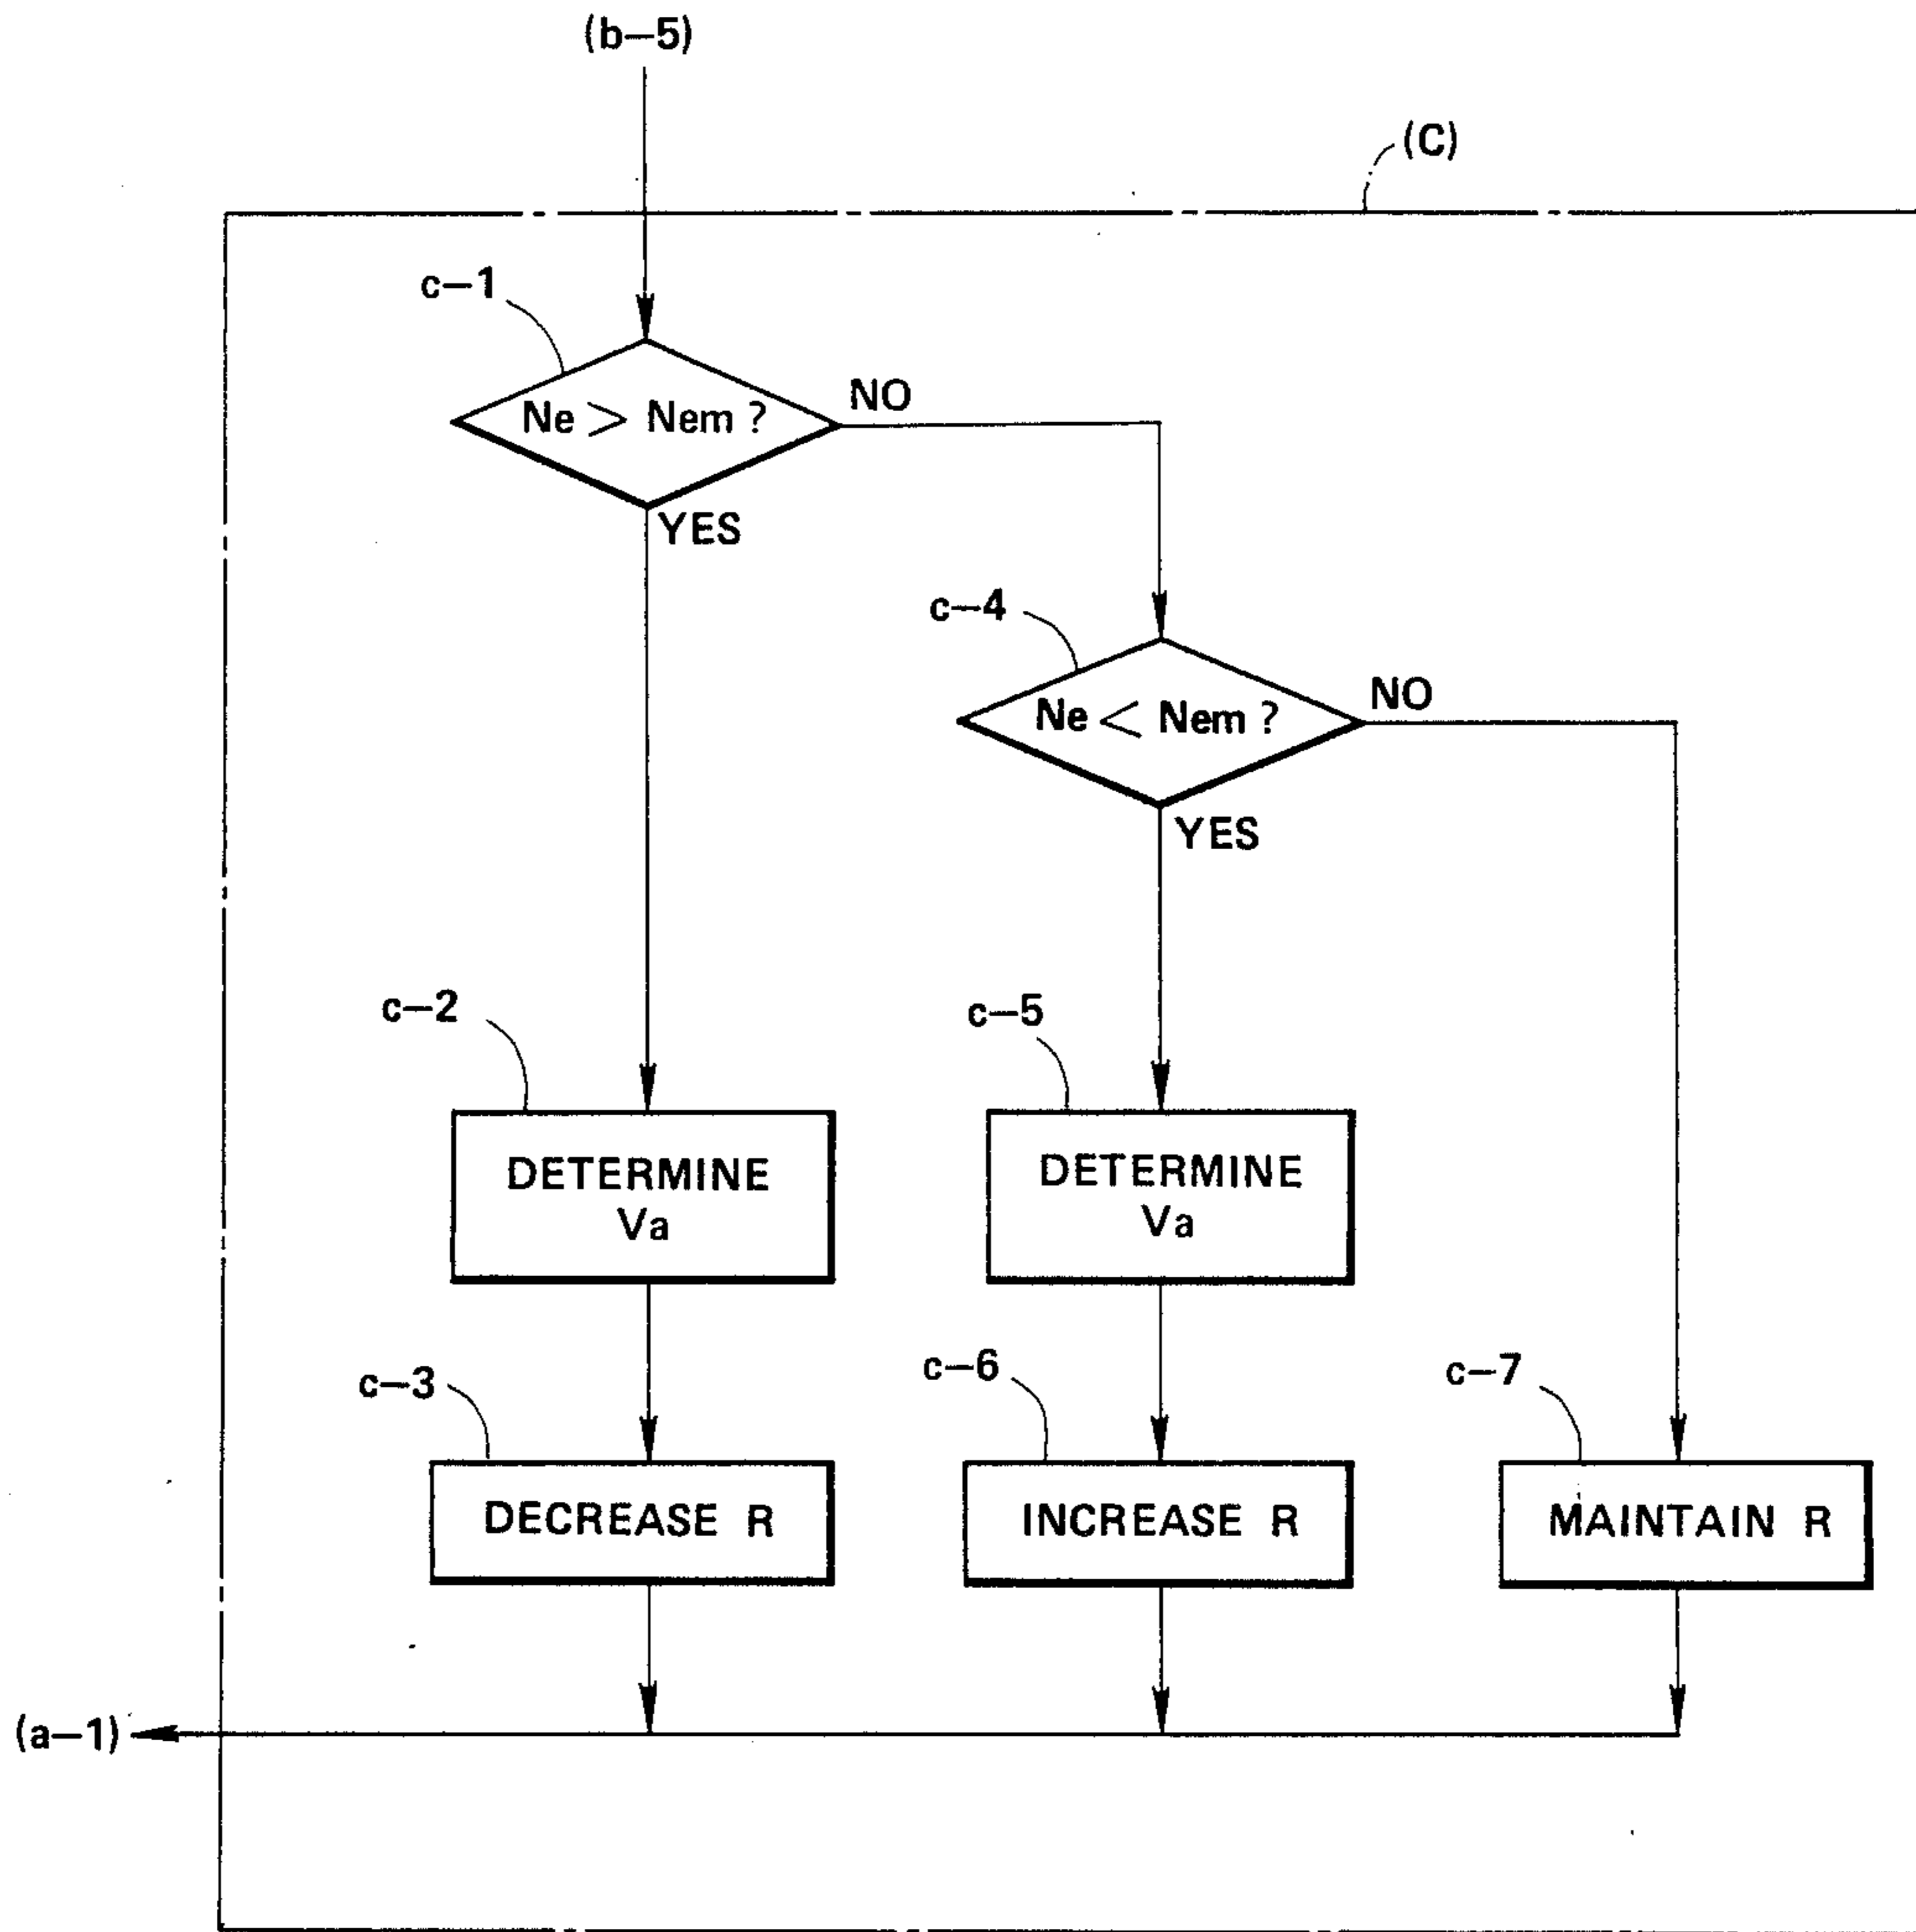 (b-5)
(C)
c-1
Ne > Nem ?
NO
YES
c-4
Ne < Nem ?
NO
YES
c-2
c-5
DETERMINE
Va
DETERMINE
Va
c-3
c-6
c-7
DECREASE R
INCREASE R
MAINTAIN R
(a-1)